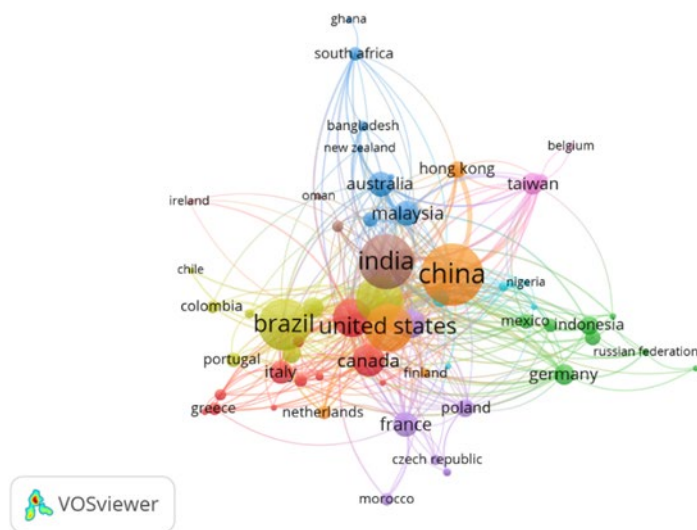 ghana
south africa
bangladesh
new zealand
belgium
hong kong
taiwan
australia
oman
ireland
malaysia
india
china
chile
nigeria
colombia
brazil
united states
mexico
indonesia
portugal
canada
russian federation
italy
finland
germany
greece
netherlands
poland
france
czech republic
morocco
VOSviewer